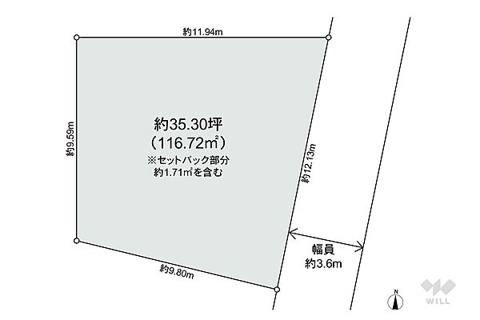 約11.94m
約9.59m
約35.30坪
（116.72㎡）
※セットバック部分
約1.71㎡を含む
約12.13m
約9.80m
幅員
約3.6m
N
WILL